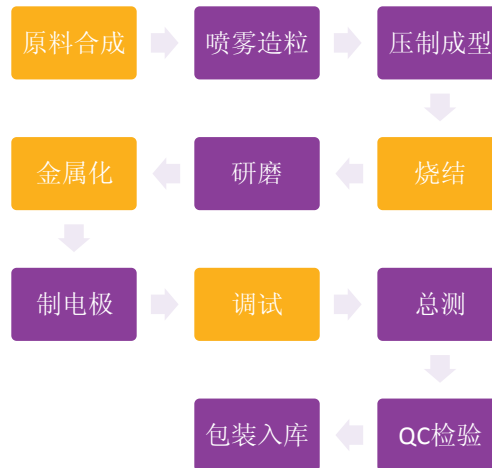 原料合成
喷雾造粒
压制成型
烧结
研磨
金属化
制电极
调试
总测
QC检验
包装入库